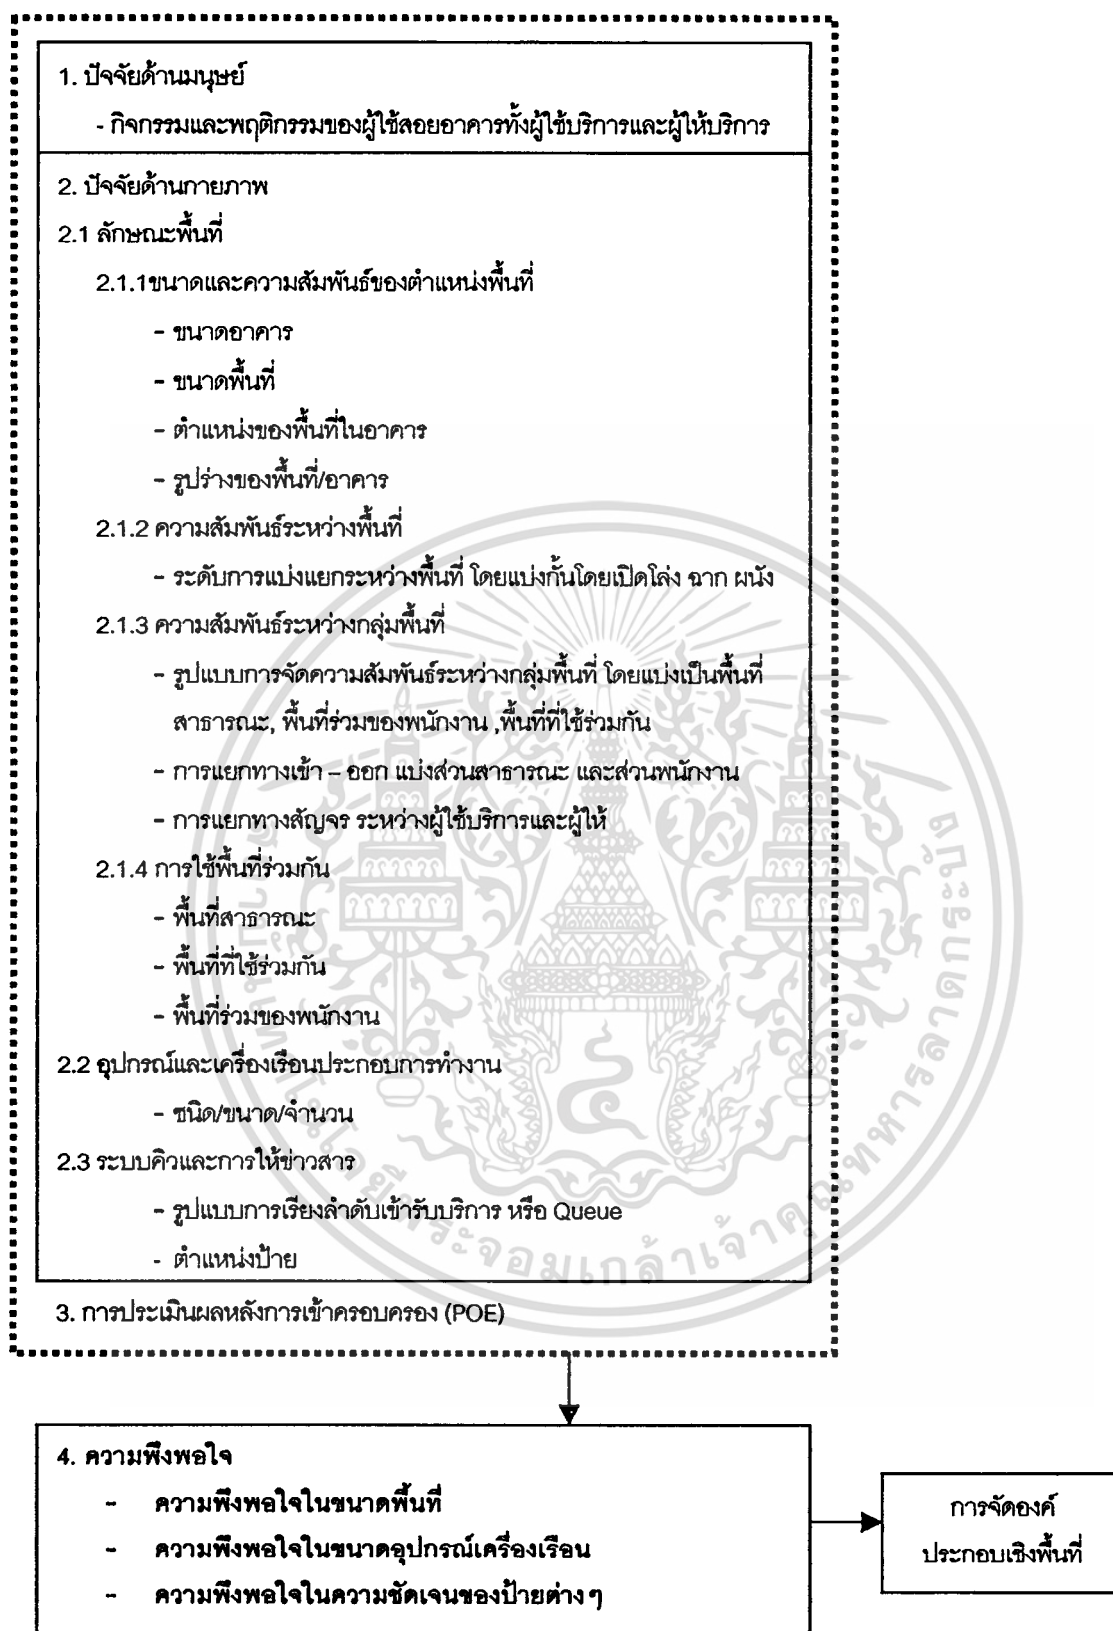 1. ปัจจัยด้านมนุษย์
- กิจกรรมและพฤติกรรมของผู้ใช้สอยอาคารทั้งผู้ใช้บริการและผู้ให้บริการ
2. ปัจจัยด้านกายภาพ
2.1 ลักษณะพื้นที่
2.1.1ขนาดและความสัมพันธ์ของตำแหน่งพื้นที่
- ขนาดอาคาร
- ขนาดพื้นที่
- ตำแหน่งของพื้นที่ในอาคาร
- รูปร่างของพื้นที่/อาคาร
2.1.2 ความสัมพันธ์ระหว่างพื้นที่
- ระดับการแบ่งแยกระหว่างพื้นที่ โดยแบ่งกั้นโดยเปิดโล่ง ฉาก ผนัง
2.1.3 ความสัมพันธ์ระหว่างกลุ่มพื้นที่
- รูปแบบการจัดความสัมพันธ์ระหว่างกลุ่มพื้นที่ โดยแบ่งเป็นพื้นที่
สาธารณะ, พื้นที่ร่วมของพนักงาน ,พื้นที่ที่ใช้ร่วมกัน
- การแยกทางเข้า – ออก แบ่งส่วนสาธารณะ และส่วนพนักงาน
- การแยกทางสัญจร ระหว่างผู้ใช้บริการและผู้ให้
2.1.4 การใช้พื้นที่ร่วมกัน
- พื้นที่สาธารณะ
- พื้นที่ที่ใช้ร่วมกัน
- พื้นที่ร่วมของพนักงาน
2.2 อุปกรณ์และเครื่องเรือนประกอบการทำงาน
- ชนิด/ขนาด/จำนวน
2.3 ระบบคิวและการให้ข่าวสาร
- รูปแบบการเรียงลำดับเข้ารับบริการ หรือ Queue
- ตำแหน่งป้าย
3. การประเมินผลหลังการเข้าครอบครอง (POE)
4. ความพึงพอใจ
- ความพึงพอใจในขนาดพื้นที่
- ความพึงพอใจในขนาดอุปกรณ์เครื่องเรือน
- ความพึงพอใจในความชัดเจนของป้ายต่างๆ
การจัดองค์
ประกอบเชิงพื้นที่